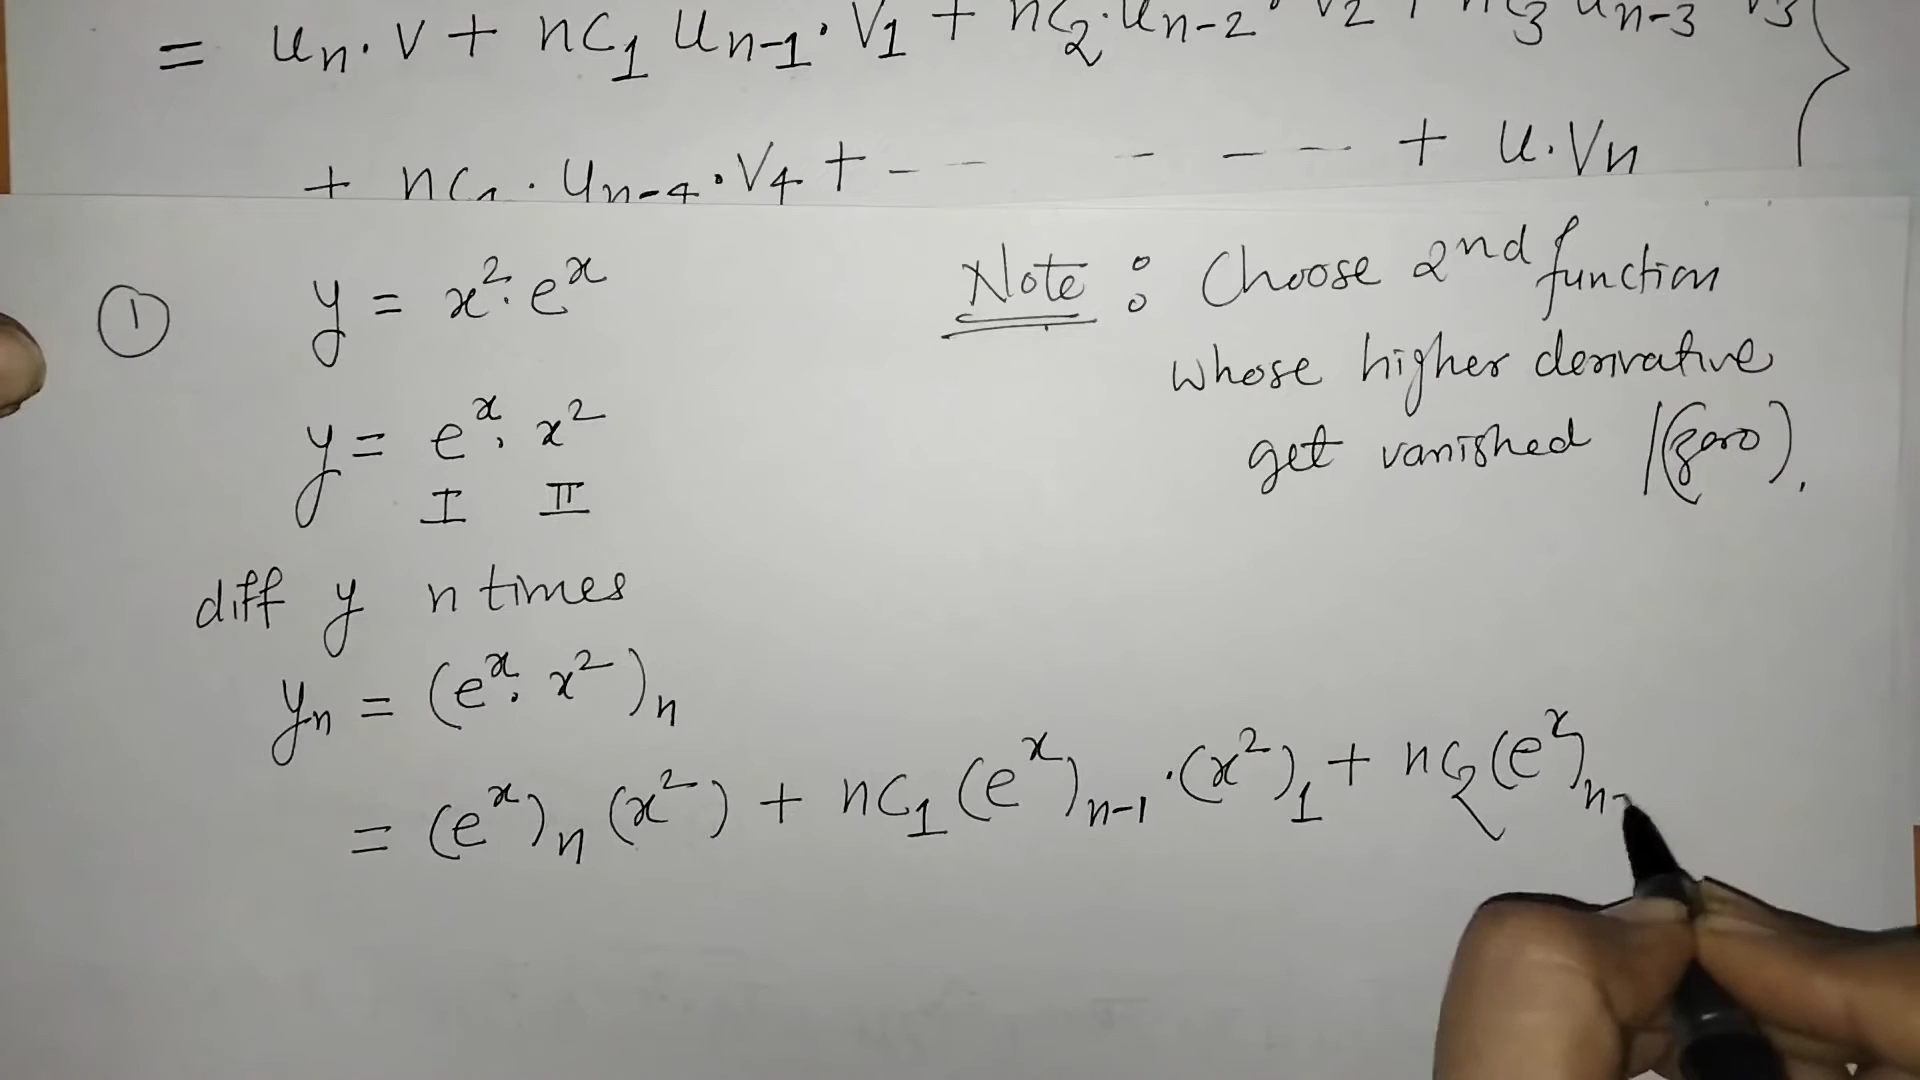 = uₙ · v + nC₁ uₙ₋₁ · v₁ + nC₂ · uₙ₋₂ · v₂ + nC₃ uₙ₋₃ v₃
+ nC₄ · uₙ₋₄ · v₄ + - - - - - + u · vₙ
① y = x² · eˣ
Note : Choose 2nd function
whose higher derivative
get vanished /(zero).
y = eˣ · x²
I II
diff y n times
yₙ = (eˣ · x²)ₙ
= (eˣ)ₙ (x²) + nC₁ (eˣ)ₙ₋₁ · (x²)₁ + nC₂ (eˣ)ₙ₋